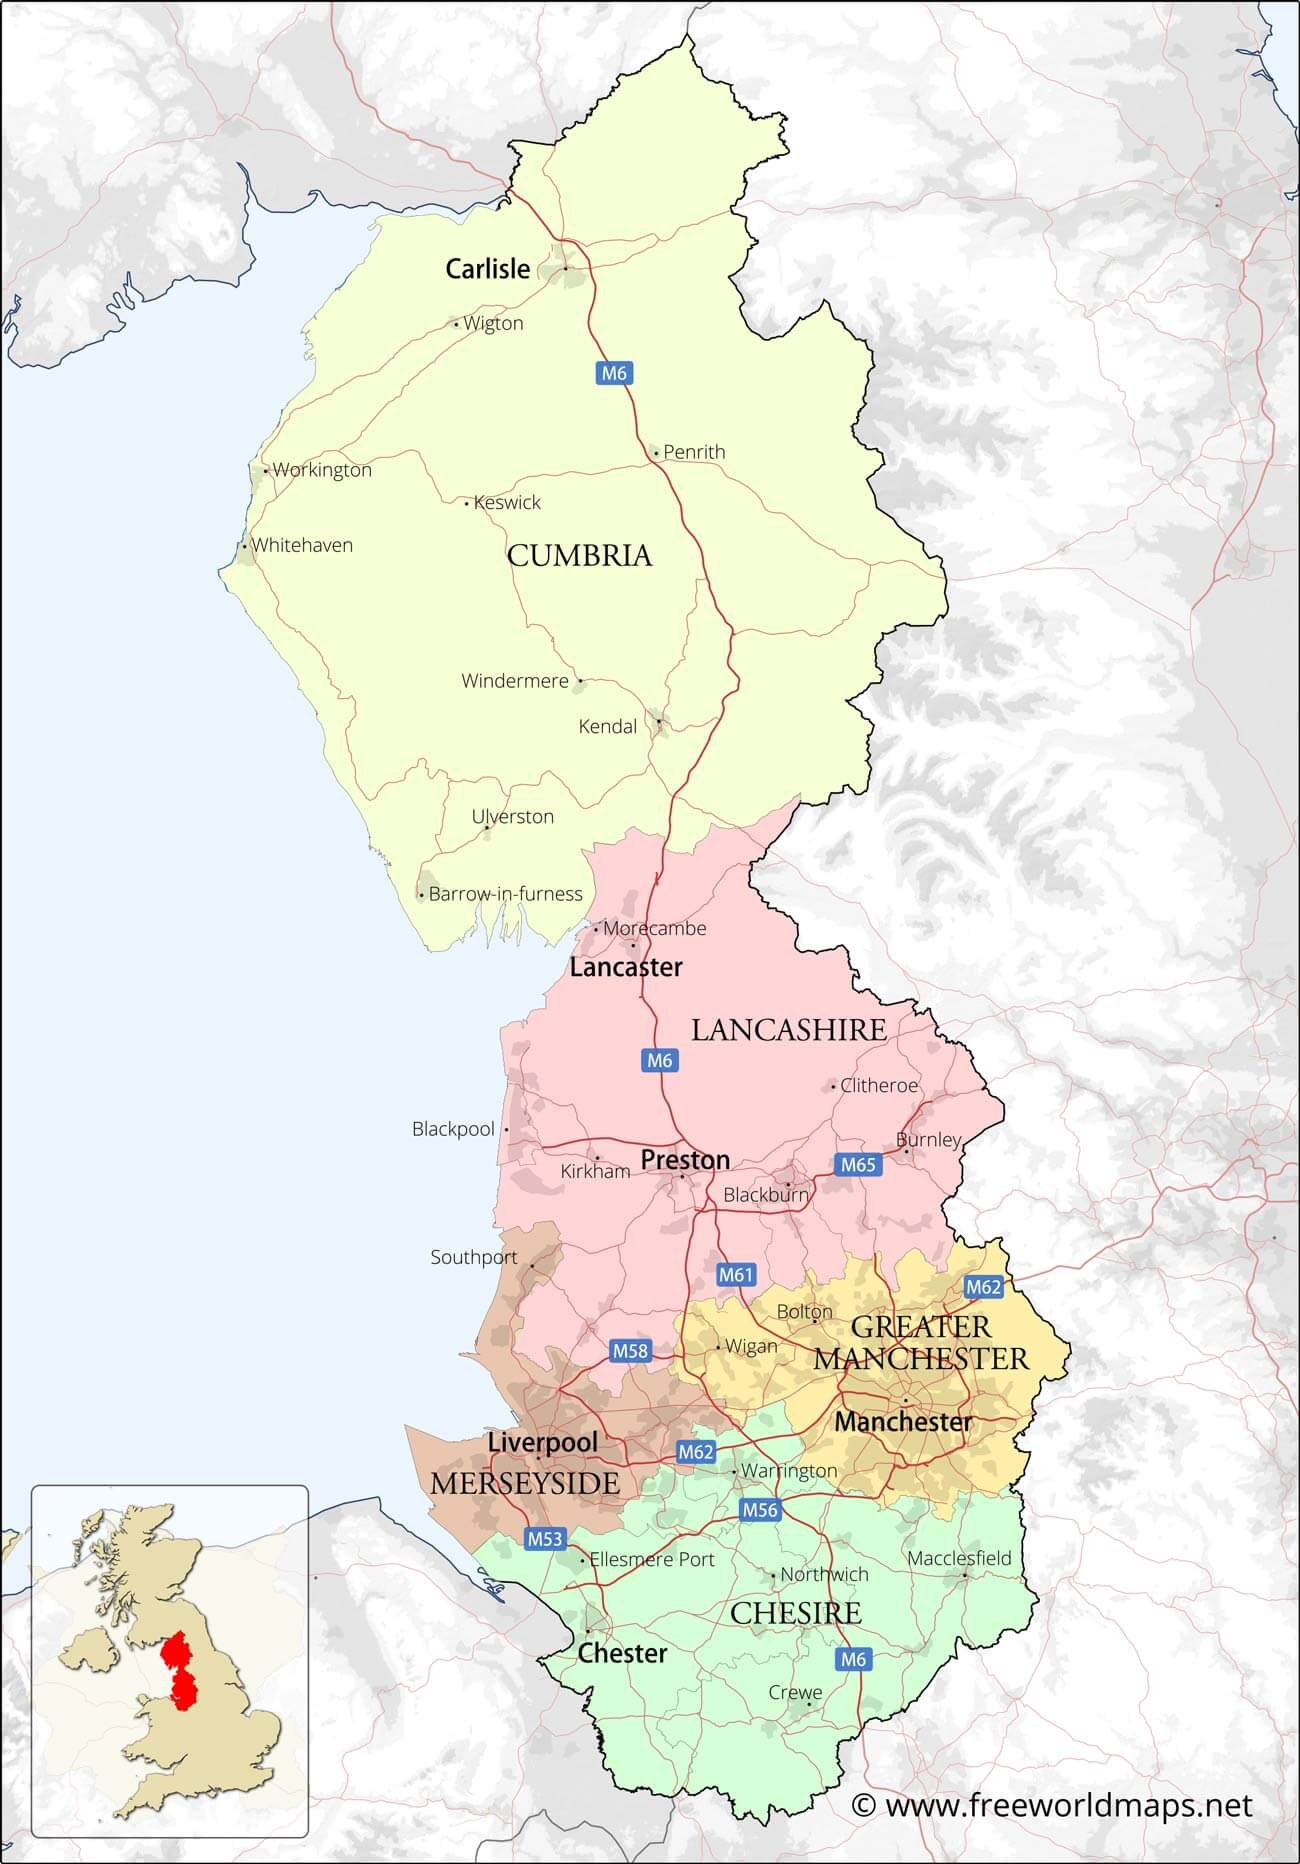 Carlisle
Wigton
M6
Penrith
Workington
Keswick
Whitehaven
CUMBRIA
Windermere
Kendal
Ulverston
Barrow-in-furness
Morecambe
Lancaster
LANCASHIRE
M6
Clitheroe
Blackpool
Burnley
Preston
Kirkham
M65
Blackburn
Southport
M61
M62
Bolton
GREATER
MANCHESTER
Wigan
M58
Manchester
Liverpool
M62
Warrington
MERSEYSIDE
M56
M53
Ellesmere Port
Macclesfield
Northwich
CHESIRE
Chester
M6
Crewe
© www.freeworldmaps.net